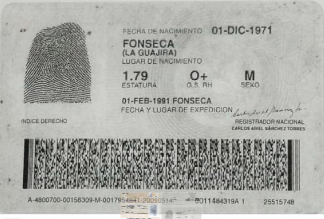 FECHA DE NACIMIENTO 01-DIC-1971
FONSECA
(LA GUAJIRA)
LUGAR DE NACIMIENTO
1.79 O+ M
ESTATURA G.S. RH SEXO
01-FEB-1991 FONSECA
FECHA Y LUGAR DE EXPEDICION
INDICE DERECHO
REGISTRADOR NACIONAL
CARLOS ARIEL SÁNCHEZ TORRES
A-4800700-00156309-M-0017954841-20090514 0011484319A 1 25515748